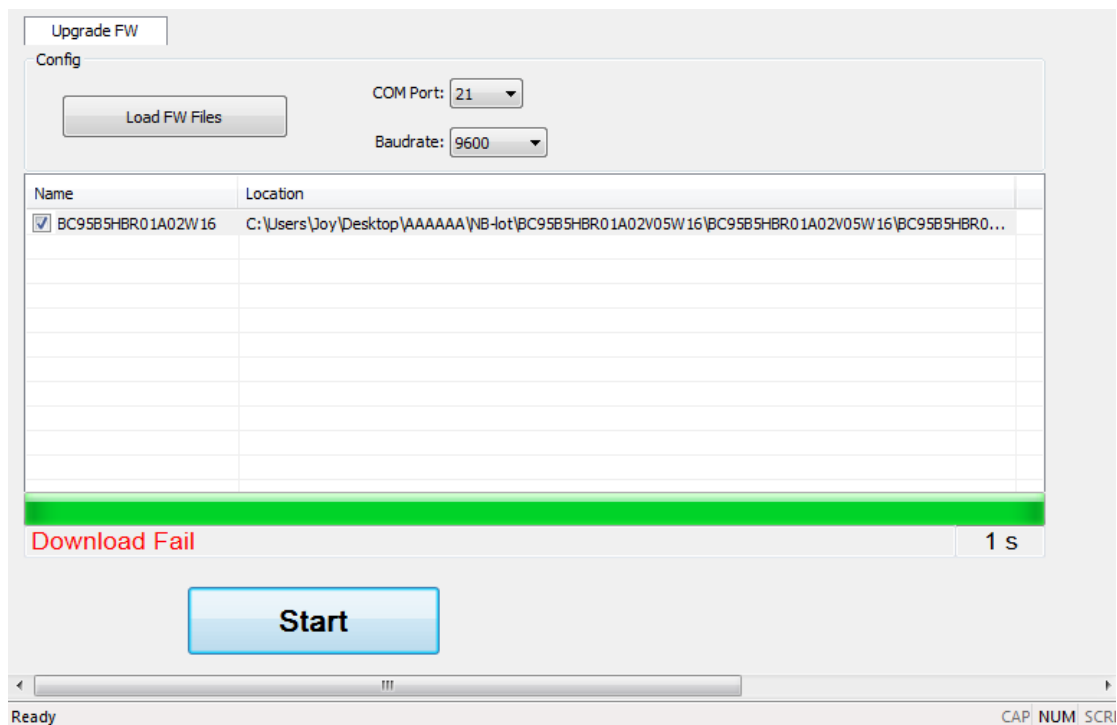 Upgrade FW
Config
Load FW Files
COM Port: 21
Baudrate: 9600
Name Location
BC95B5HBR01A02W16 C:\Users\Joy\Desktop\AAAAAA\NB-Iot\BC95B5HBR01A02V05W16\BC95B5HBR01A02V05W16\BC95B5HBR0...
Download Fail 1 s
Start
Ready CAP NUM SCRI